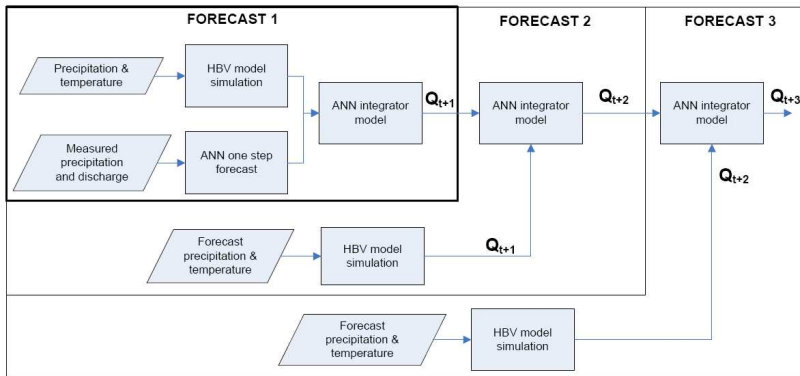 FORECAST 1
FORECAST 2
FORECAST 3
Precipitation &
temperature
HBV model
simulation
ANN integrator
model
Qt+1
ANN integrator
model
Qt+2
ANN integrator
model
Qt+3
Measured
precipitation
and discharge
ANN one step
forecast
Qt+2
Forecast
precipitation &
temperature
HBV model
simulation
Qt+1
Forecast
precipitation &
temperature
HBV model
simulation